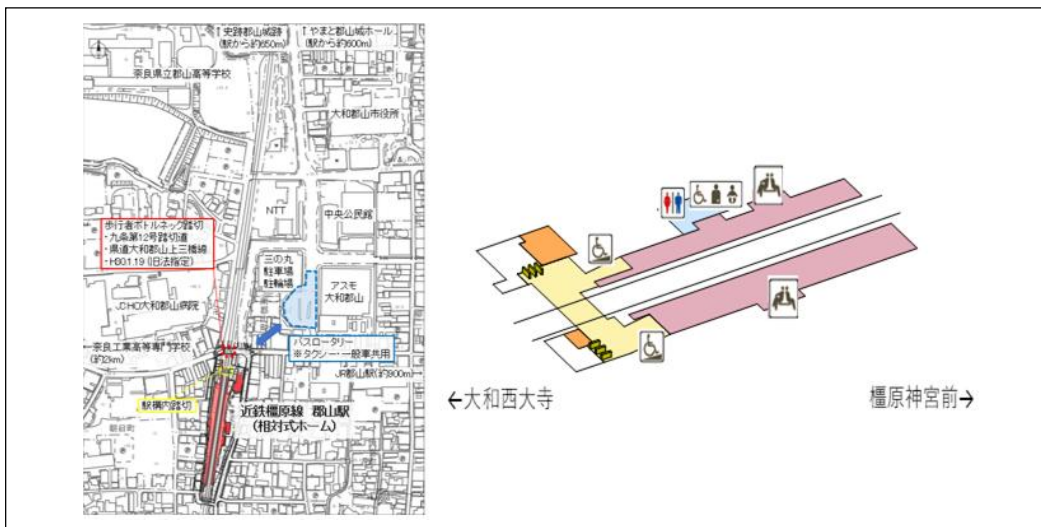 ↑史跡郡山城跡
(駅から約650m)
↑やまと郡山城ホール
(駅から約600m)
奈良県立郡山高等学校
大和郡山市役所
NTT
中央公民館
歩行者ボトルネック踏切
・九条第12号踏切道
・県道大和郡山上三橋線
・H30.1.19 (旧法指定)
三の丸
駐車場
駐輪場
アスモ
大和郡山
JCHO大和郡山病院
バスロータリー
※タクシー・一般車共用
←奈良工業高等専門学校
(約2km)
JR郡山駅(約900m)→
駅構内踏切
近鉄橿原線 郡山駅
(相対式ホーム)
←大和西大寺
橿原神宮前→